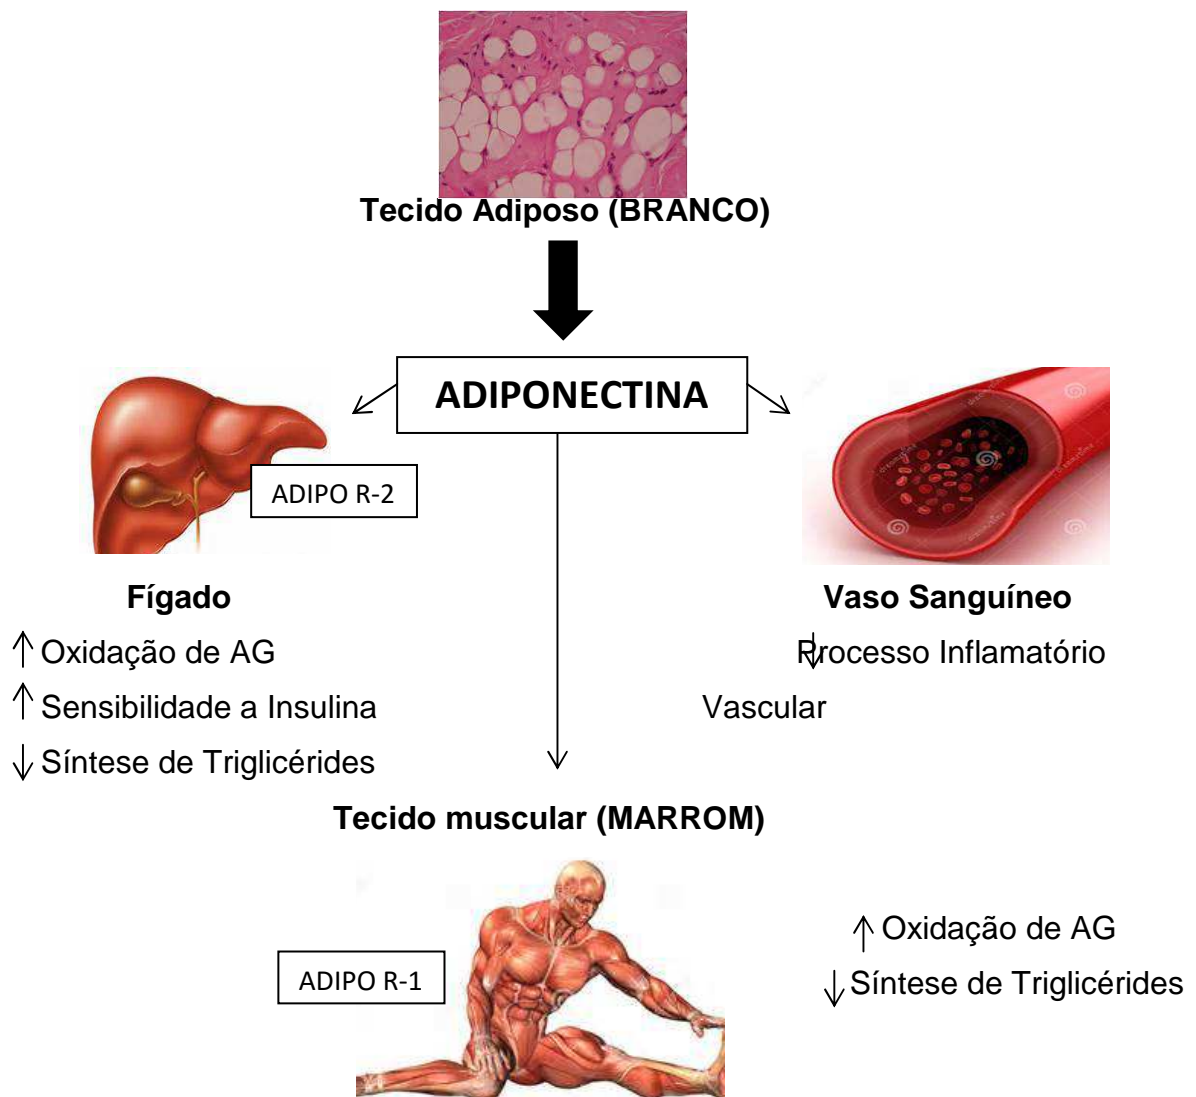 Tecido Adiposo (BRANCO)
ADIPONECTINA
ADIPO R-2
Fígado
↑ Oxidação de AG
↑ Sensibilidade a Insulina
↓ Síntese de Triglicérides
Vaso Sanguíneo
↓ Processo Inflamatório
Vascular
Tecido muscular (MARROM)
ADIPO R-1
↑ Oxidação de AG
↓ Síntese de Triglicérides